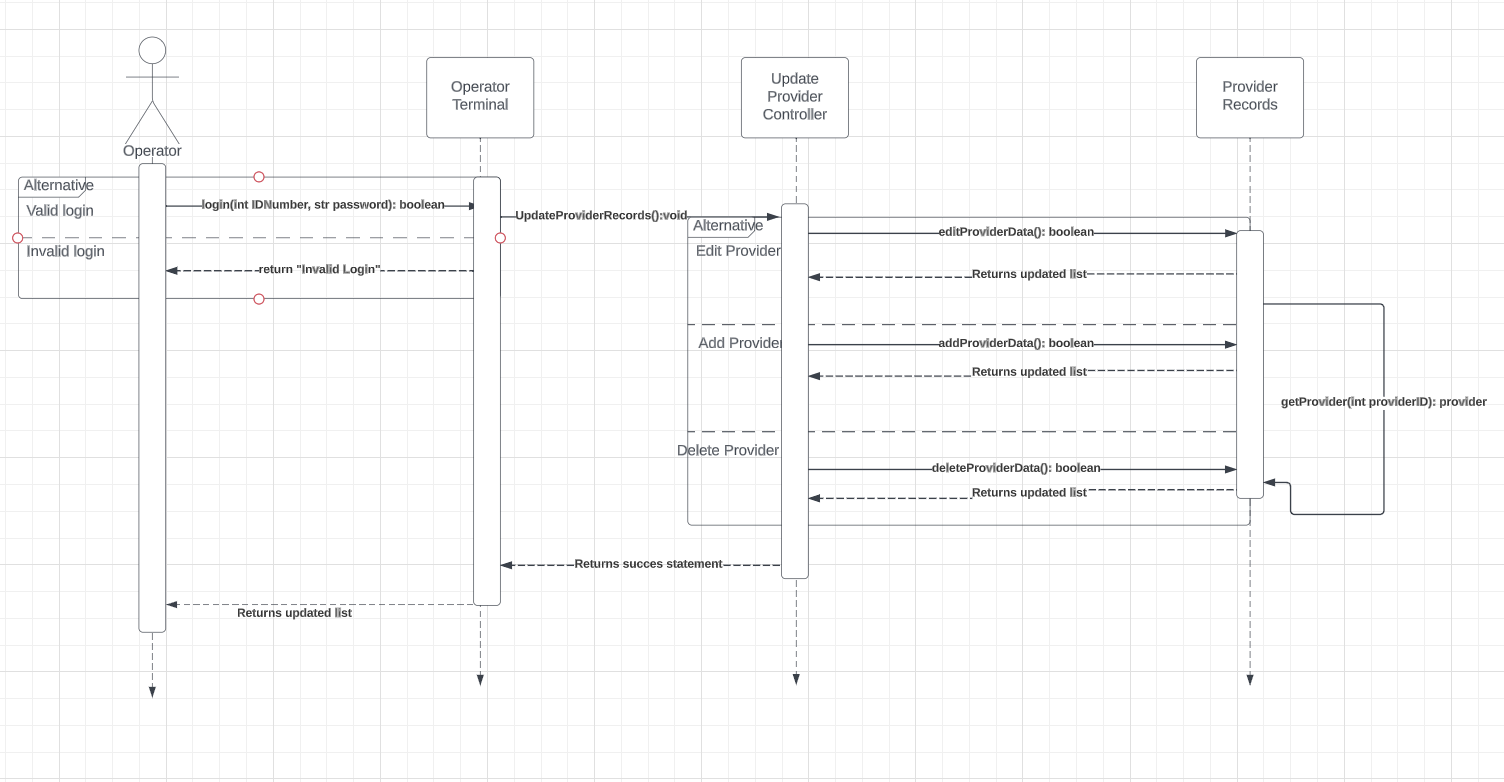 Operator
Operator
Terminal
Update
Provider
Controller
Provider
Records
Alternative
Valid login
login(int IDNumber, str password): boolean
Invalid login
return "Invalid Login"
UpdateProviderRecords():void
Alternative
Edit Provider
editProviderData(): boolean
Returns updated list
Add Provider
addProviderData(): boolean
Returns updated list
getProvider(int providerID): provider
Delete Provider
deleteProviderData(): boolean
Returns updated list
Returns succes statement
Returns updated list